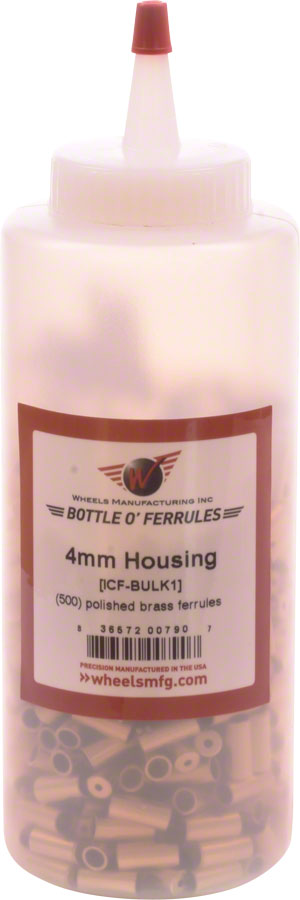 W
WHEELS MANUFACTURING INC
BOTTLE O' FERRULES
4mm Housing
[ICF-BULK1]
(500) polished brass ferrules
8 36572 00790 7
PRECISION MANUFACTURED IN THE USA
»wheelsmfg.com